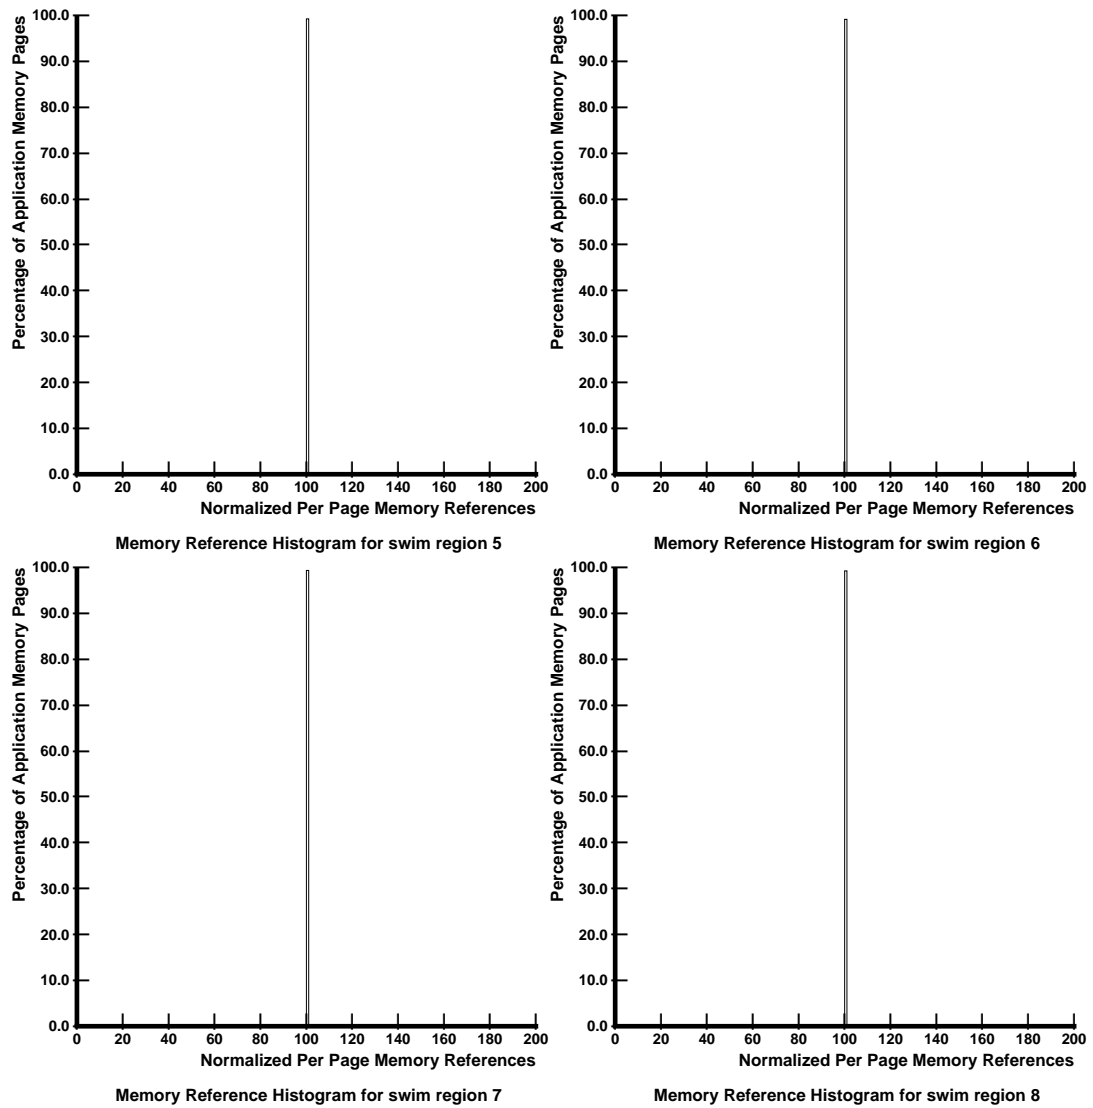 Percentage of Application Memory Pages
100.0
90.0
80.0
70.0
60.0
50.0
40.0
30.0
20.0
10.0
0.0
0 20 40 60 80 100 120 140 160 180 200
Normalized Per Page Memory References
Memory Reference Histogram for swim region 5
Percentage of Application Memory Pages
100.0
90.0
80.0
70.0
60.0
50.0
40.0
30.0
20.0
10.0
0.0
0 20 40 60 80 100 120 140 160 180 200
Normalized Per Page Memory References
Memory Reference Histogram for swim region 6
Percentage of Application Memory Pages
100.0
90.0
80.0
70.0
60.0
50.0
40.0
30.0
20.0
10.0
0.0
0 20 40 60 80 100 120 140 160 180 200
Normalized Per Page Memory References
Memory Reference Histogram for swim region 7
Percentage of Application Memory Pages
100.0
90.0
80.0
70.0
60.0
50.0
40.0
30.0
20.0
10.0
0.0
0 20 40 60 80 100 120 140 160 180 200
Normalized Per Page Memory References
Memory Reference Histogram for swim region 8